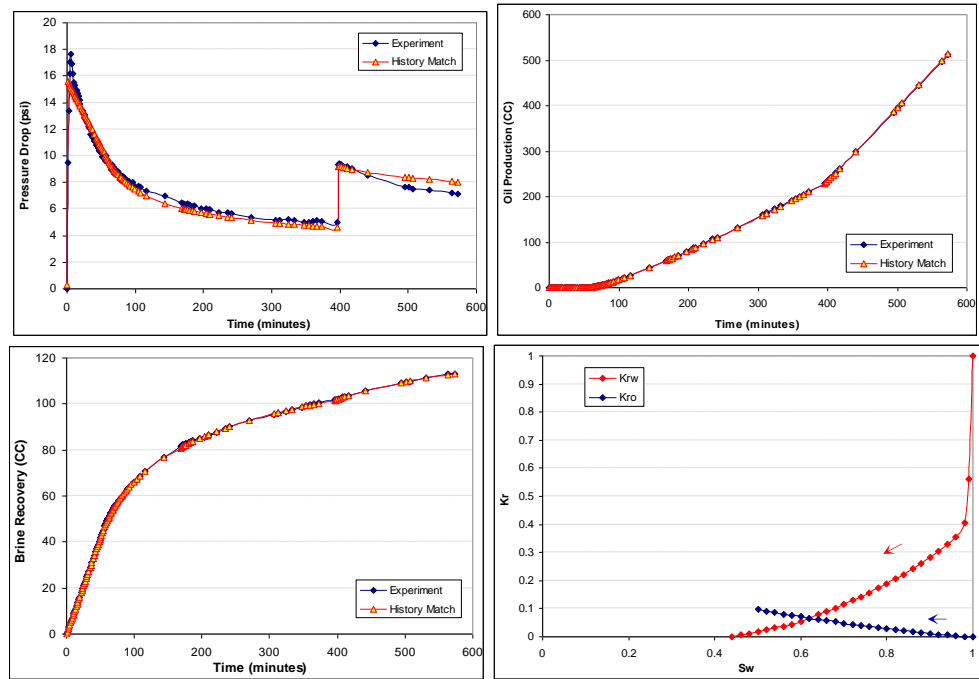 20
18
16
14
12
10
8
6
4
2
0
0 100 200 300 400 500 600
Pressure Drop (psi)
Time (minutes)
Experiment
History Match
600
500
400
300
200
100
0
0 100 200 300 400 500 600
Oil Production (CC)
Time (minutes)
Experiment
History Match
120
100
80
60
40
20
0
0 100 200 300 400 500 600
Brine Recovery (CC)
Time (minutes)
Experiment
History Match
1
0.9
0.8
0.7
0.6
0.5
0.4
0.3
0.2
0.1
0
0 0.2 0.4 0.6 0.8 1
Kr
Sw
Krw
Kro